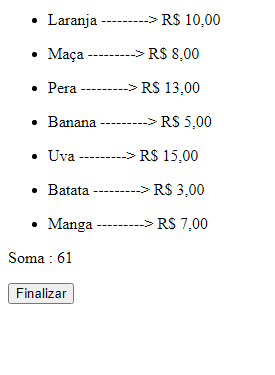 Laranja ---------> R$ 10,00
Maça ---------> R$ 8,00
Pera ---------> R$ 13,00
Banana ---------> R$ 5,00
Uva ---------> R$ 15,00
Batata ---------> R$ 3,00
Manga ---------> R$ 7,00
Soma : 61
Finalizar